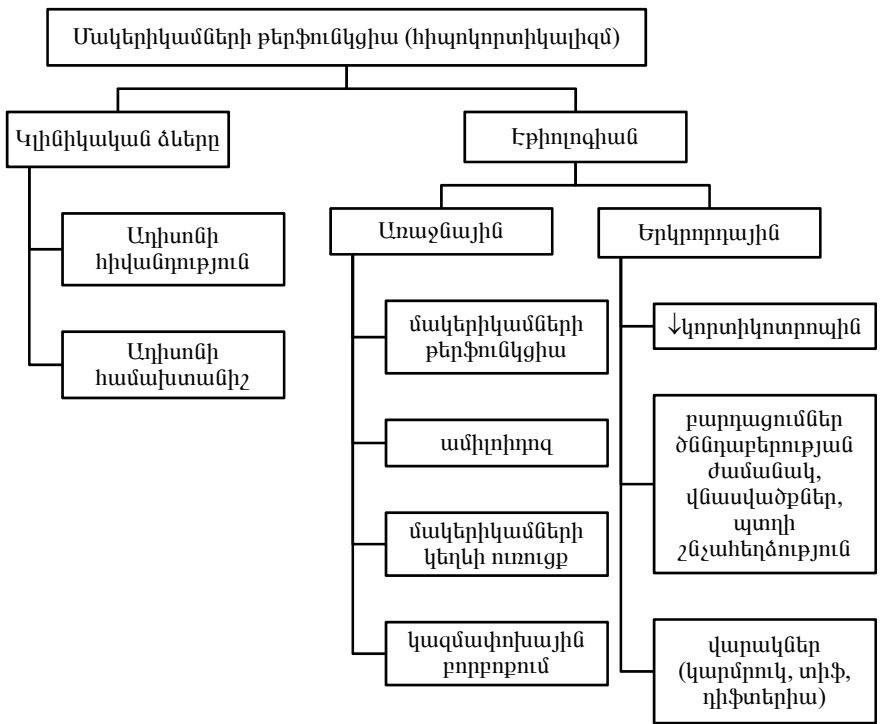 Մակերիկամների թերֆունկցիա (հիպոկորտիկալիզմ)
Կլինիկական ձևերը
Ադիսոնի
հիվանդություն
Ադիսոնի
համախտանիշ
Էթիոլոգիան
Առաջնային
մակերիկամների
թերֆունկցիա
ամիլոիդոզ
մակերիկամների
կեղևի ուռուցք
կազմափոխային
բորբոքում
Երկրորդային
↓կորտիկոտրոպին
բարդացումներ
ծննդաբերության
ժամանակ,
վնասվածքներ,
պտղի
շնչահեղձություն
վարակներ
(կարմրուկ, տիֆ,
դիֆտերիա)